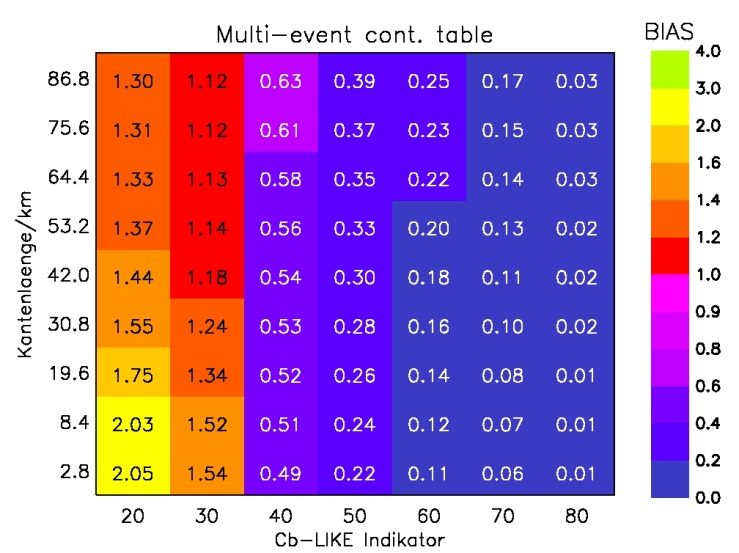 Multi-event cont. table
BIAS
Kantenlaenge/km
86.8 1.30 1.12 0.63 0.39 0.25 0.17 0.03
75.6 1.31 1.12 0.61 0.37 0.23 0.15 0.03
64.4 1.33 1.13 0.58 0.35 0.22 0.14 0.03
53.2 1.37 1.14 0.56 0.33 0.20 0.13 0.02
42.0 1.44 1.18 0.54 0.30 0.18 0.11 0.02
30.8 1.55 1.24 0.53 0.28 0.16 0.10 0.02
19.6 1.75 1.34 0.52 0.26 0.14 0.08 0.01
8.4 2.03 1.52 0.51 0.24 0.12 0.07 0.01
2.8 2.05 1.54 0.49 0.22 0.11 0.06 0.01
20 30 40 50 60 70 80
Cb-LIKE Indikator
4.0
3.0
2.0
1.6
1.4
1.2
1.0
0.9
0.8
0.6
0.4
0.2
0.0